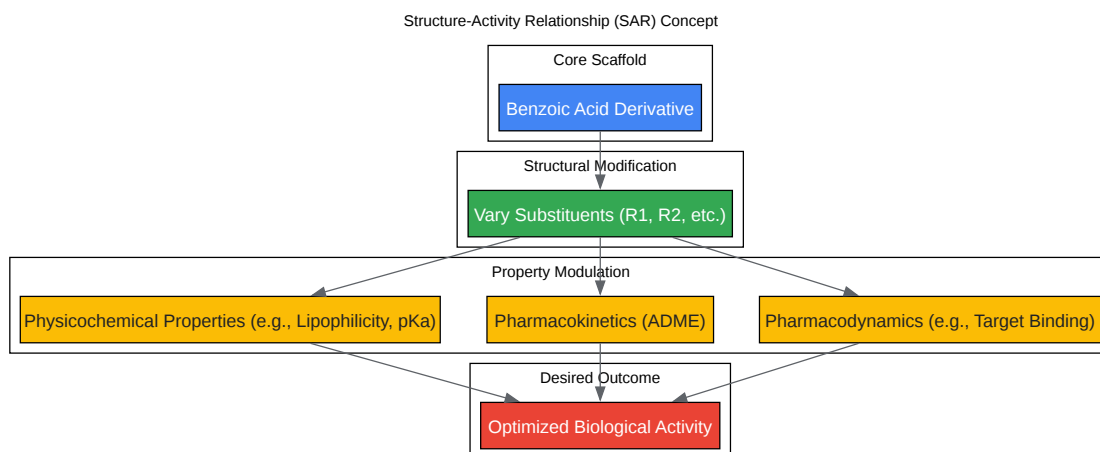 Structure-Activity Relationship (SAR) Concept
Core Scaffold
Benzoic Acid Derivative
Structural Modification
Vary Substituents (R1, R2, etc.)
Property Modulation
Physicochemical Properties (e.g., Lipophilicity, pKa)
Pharmacokinetics (ADME)
Pharmacodynamics (e.g., Target Binding)
Desired Outcome
Optimized Biological Activity